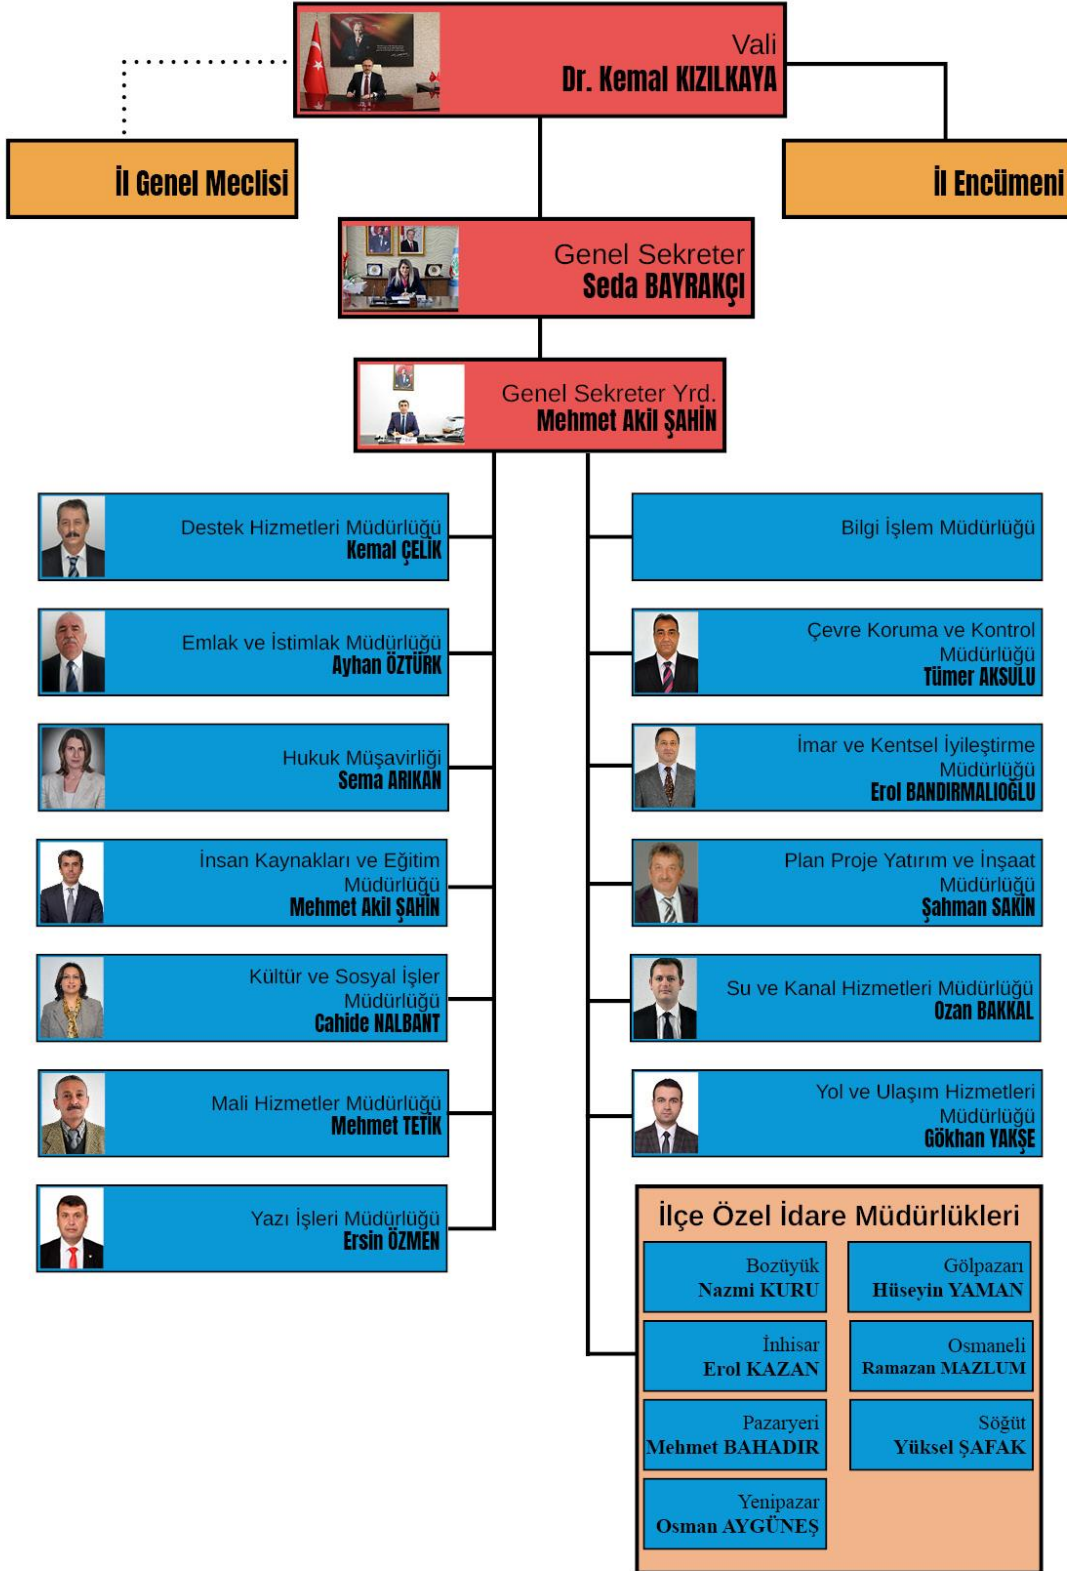 Vali
Dr. Kemal KIZILKAYA
İl Genel Meclisi
İl Encümeni
Genel Sekreter
Seda BAYRAKÇI
Genel Sekreter Yrd.
Mehmet Akil ŞAHİN
Destek Hizmetleri Müdürlüğü
Kemal ÇELİK
Emlak ve İstimlak Müdürlüğü
Ayhan ÖZTÜRK
Hukuk Müşavirliği
Sema ARIKAN
İnsan Kaynakları ve Eğitim
Müdürlüğü
Mehmet Akil ŞAHİN
Kültür ve Sosyal İşler
Müdürlüğü
Cahide NALBANT
Mali Hizmetler Müdürlüğü
Mehmet TETİK
Yazı İşleri Müdürlüğü
Ersin ÖZMEN
Bilgi İşlem Müdürlüğü
Çevre Koruma ve Kontrol
Müdürlüğü
Tümer AKSULU
İmar ve Kentsel İyileştirme
Müdürlüğü
Erol BANDIRMALIOĞLU
Plan Proje Yatırım ve İnşaat
Müdürlüğü
Şahman SAKİN
Su ve Kanal Hizmetleri Müdürlüğü
Ozan BAKKAL
Yol ve Ulaşım Hizmetleri
Müdürlüğü
Gökhan YAKŞE
İlçe Özel İdare Müdürlükleri
Bozüyük
Nazmi KURU
Gölpazarı
Hüseyin YAMAN
İnhisar
Erol KAZAN
Osmaneli
Ramazan MAZLUM
Pazaryeri
Mehmet BAHADIR
Söğüt
Yüksel ŞAFAK
Yenipazar
Osman AYGÜNEŞ